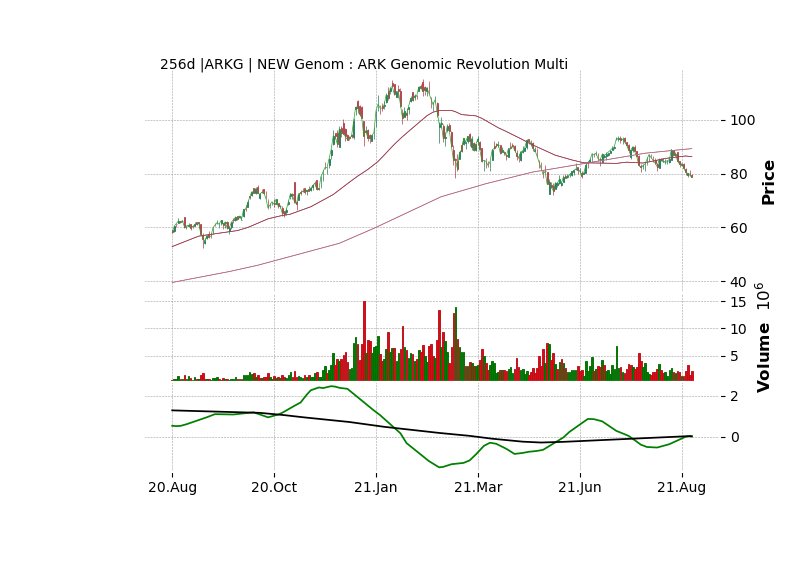 256d |ARKG | NEW Genom : ARK Genomic Revolution Multi
100
80
60
40
Price
15
10
5
Volume 10^6
2
0
20.Aug 20.Oct 21.Jan 21.Mar 21.Jun 21.Aug